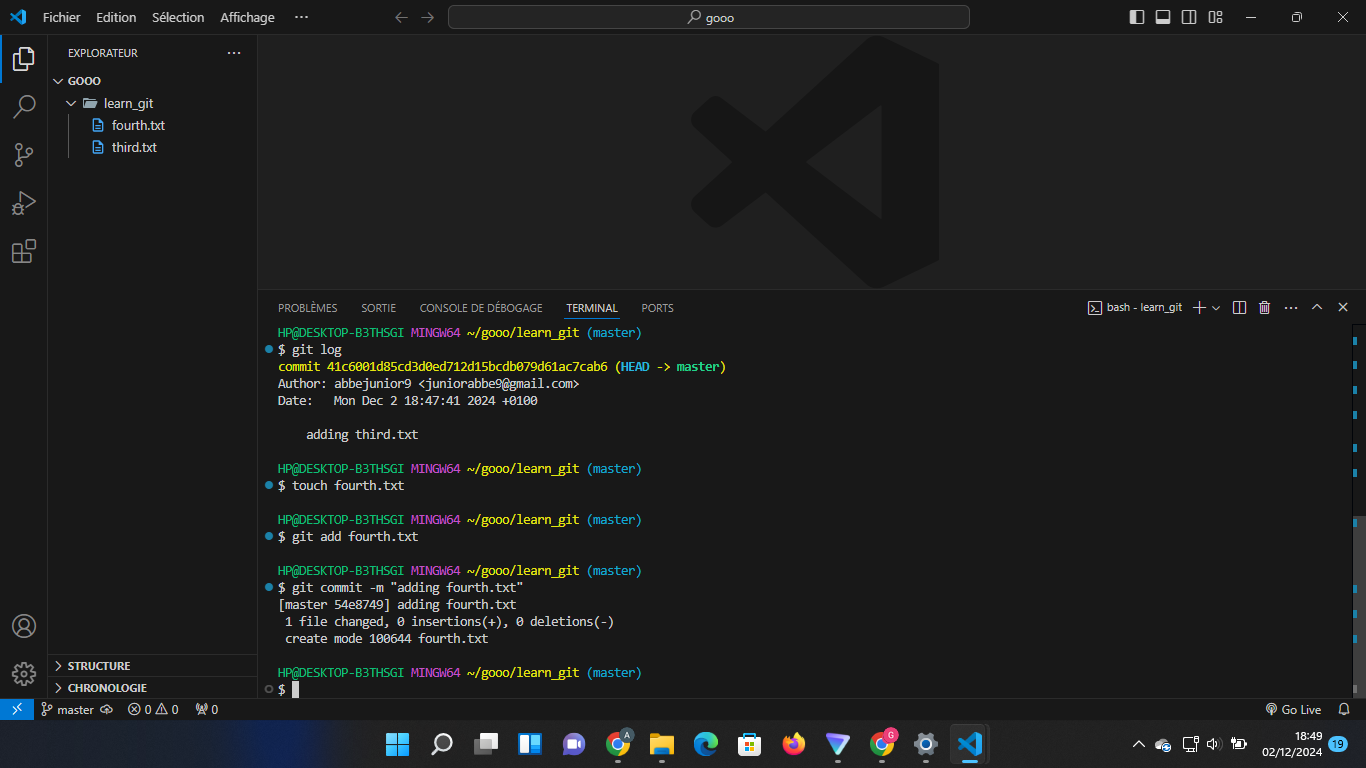 Fichier Edition Sélection Affichage ··· gooo
EXPLORATEUR ···
GOOO
learn_git
fourth.txt
third.txt
STRUCTURE
CHRONOLOGIE
PROBLÈMES SORTIE CONSOLE DE DÉBOGAGE TERMINAL PORTS bash - learn_git
HP@DESKTOP-B3THSGI MINGW64 ~/gooo/learn_git (master)
$ git log
commit 41c6001d85cd3d0ed712d15bcdb079d61ac7cab6 (HEAD -> master)
Author: abbejunior9 <juniorabbe9@gmail.com>
Date:   Mon Dec 2 18:47:41 2024 +0100
adding third.txt
HP@DESKTOP-B3THSGI MINGW64 ~/gooo/learn_git (master)
$ touch fourth.txt
HP@DESKTOP-B3THSGI MINGW64 ~/gooo/learn_git (master)
$ git add fourth.txt
HP@DESKTOP-B3THSGI MINGW64 ~/gooo/learn_git (master)
$ git commit -m "adding fourth.txt"
[master 54e8749] adding fourth.txt
1 file changed, 0 insertions(+), 0 deletions(-)
create mode 100644 fourth.txt
HP@DESKTOP-B3THSGI MINGW64 ~/gooo/learn_git (master)
$
master 0 0 0 Go Live
A G 18:49
02/12/2024 19